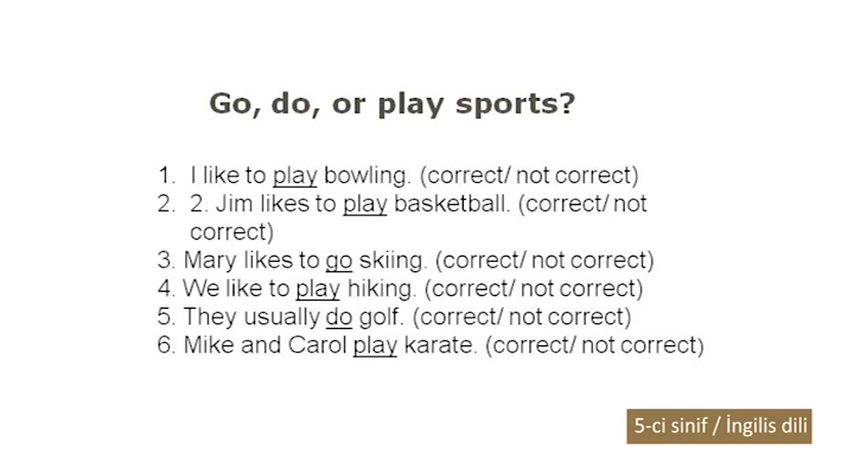 Go, do, or play sports?
1. I like to play bowling. (correct/ not correct)
2. 2. Jim likes to play basketball. (correct/ not
correct)
3. Mary likes to go skiing. (correct/ not correct)
4. We like to play hiking. (correct/ not correct)
5. They usually do golf. (correct/ not correct)
6. Mike and Carol play karate. (correct/ not correct)
5-ci sinif / İngilis dili